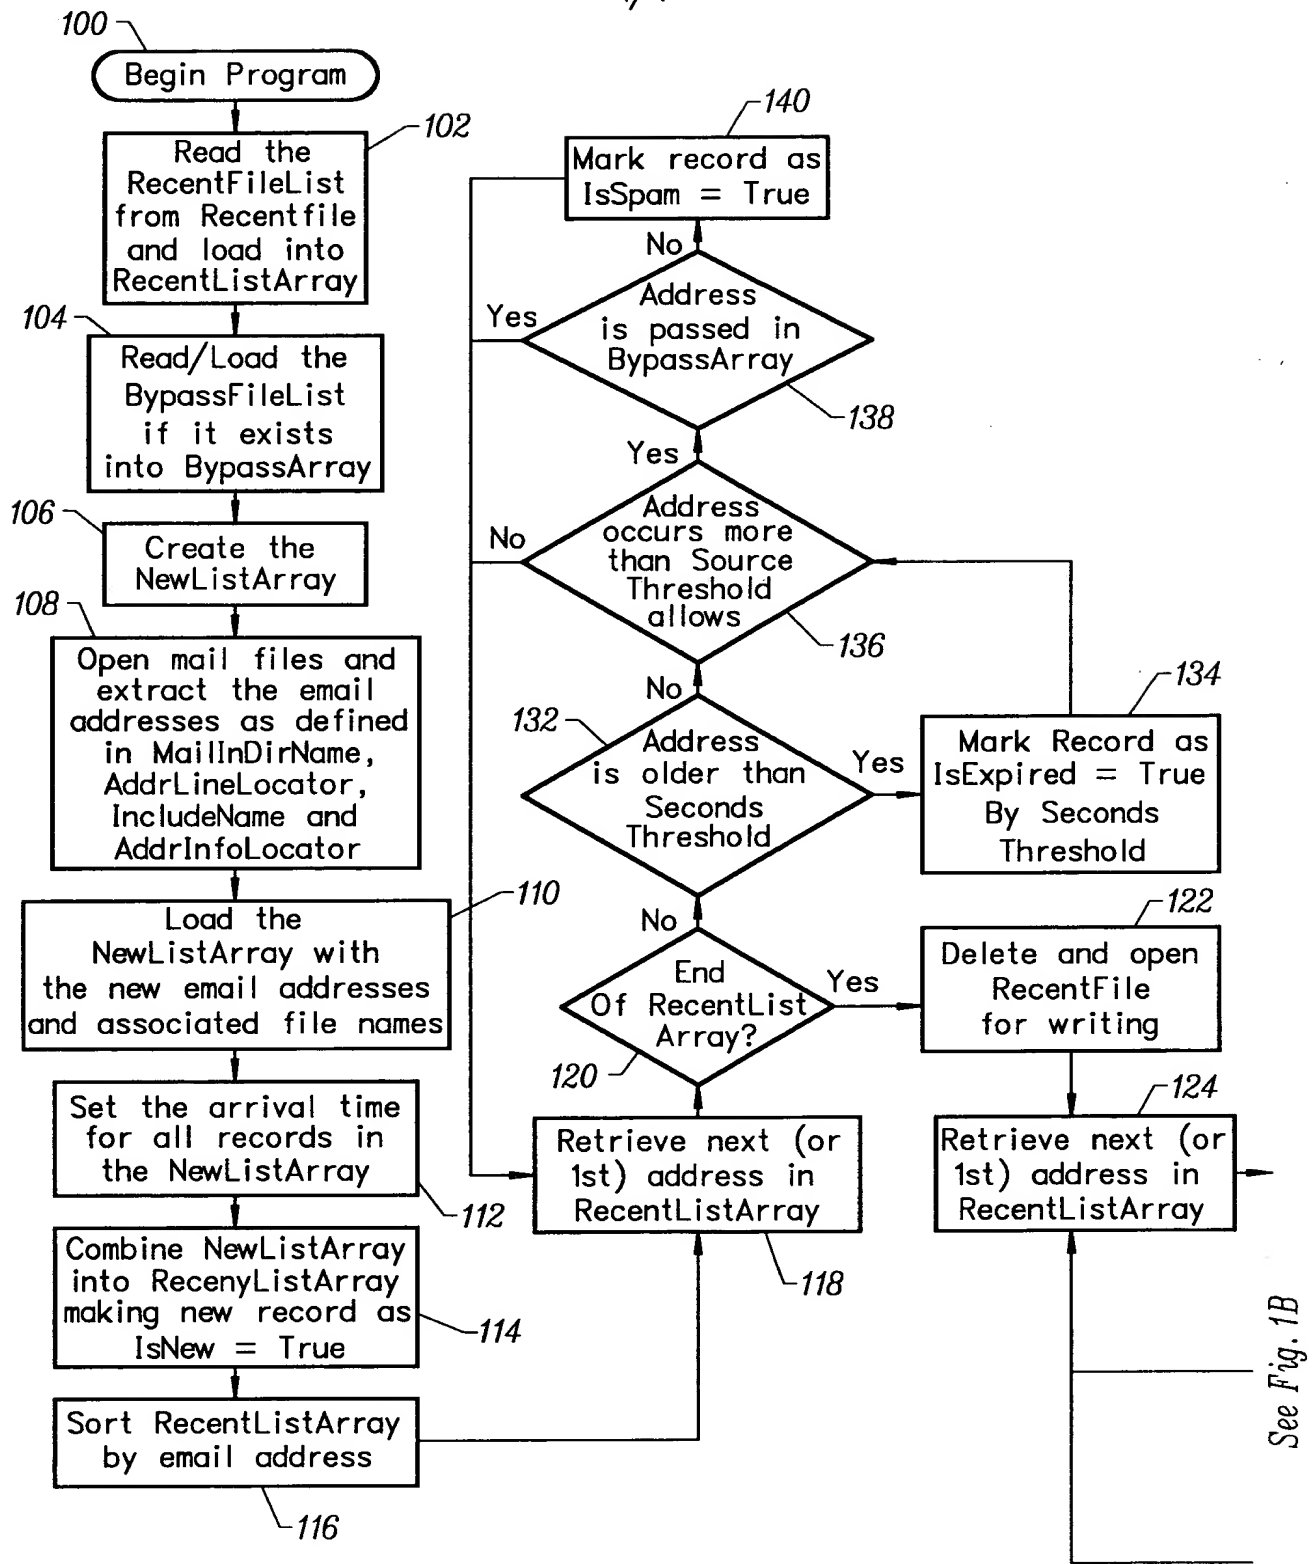 100
Begin Program
102
Read the
RecentFileList
from Recentfile
and load into
RecentListArray
104
Read/Load the
BypassFileList
if it exists
into BypassArray
106
Create the
NewListArray
108
Open mail files and
extract the email
addresses as defined
in MailInDirName,
AddrLineLocator,
IncludeName and
AddrInfoLocator
110
Load the
NewListArray with
the new email addresses
and associated file names
Set the arrival time
for all records in
the NewListArray
112
Combine NewListArray
into RecenyListArray
making new record as
IsNew = True
114
Sort RecentListArray
by email address
116
140
Mark record as
IsSpam = True
No
Yes
Address
is passed in
BypassArray
138
Yes
No
Address
occurs more
than Source
Threshold
allows
136
No
132
Address
is older than
Seconds
Threshold
Yes
134
Mark Record as
IsExpired = True
By Seconds
Threshold
No
End
Of RecentList
Array?
120
Yes
122
Delete and open
RecentFile
for writing
Retrieve next (or
1st) address in
RecentListArray
118
124
Retrieve next (or
1st) address in
RecentListArray
See Fig. 1B